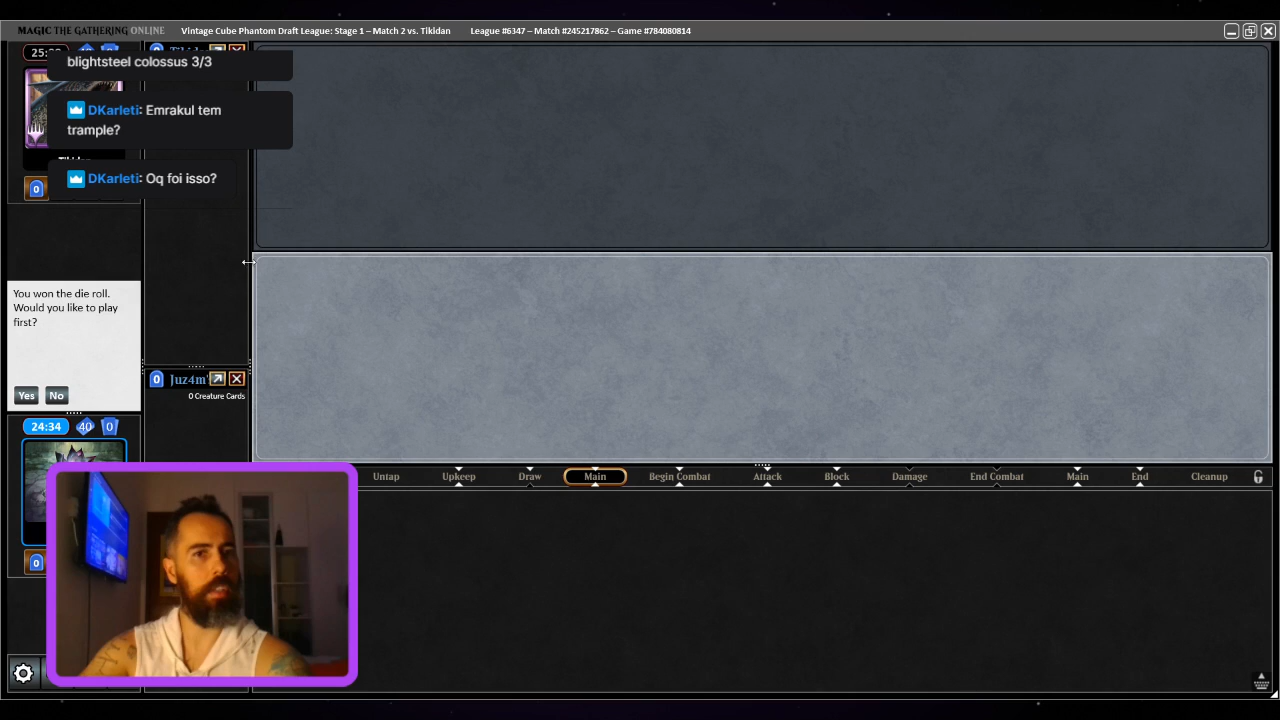 MAGIC THE GATHERING ONLINE
Vintage Cube Phantom Draft League: Stage 1 – Match 2 vs. Tikidan
League #6347 – Match #245217862 – Game #784080814
blightsteel colossus 3/3
DKarleti: Emrakul tem
trample?
DKarleti: Oq foi isso?
0
You won the die roll.
Would you like to play
first?
Yes
No
0
Juz4m'
0 Creature Cards
24:34
40
0
0
Untap
Upkeep
Draw
Main
Begin Combat
Attack
Block
Damage
End Combat
Main
End
Cleanup